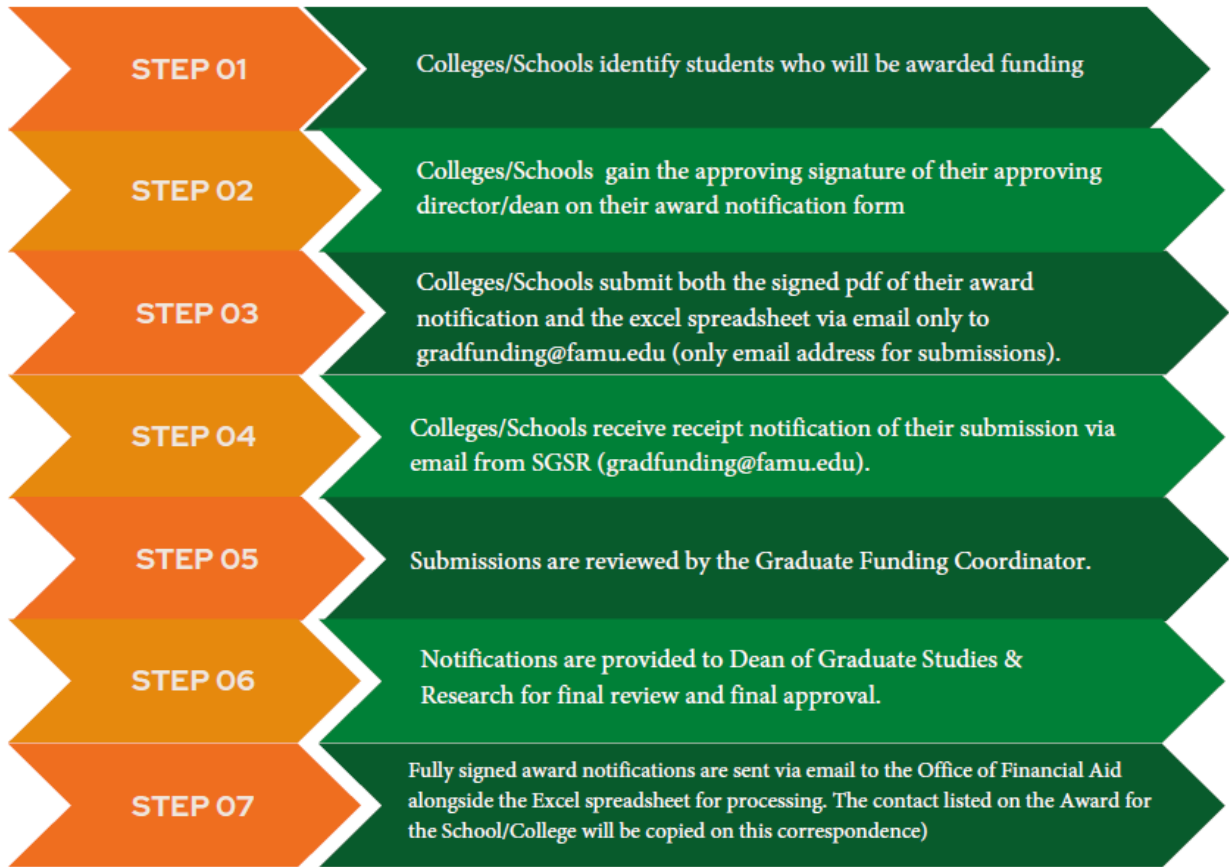 STEP 01
Colleges/Schools identify students who will be awarded funding
STEP 02
Colleges/Schools  gain the approving signature of their approving
director/dean on their award notification form
STEP 03
Colleges/Schools submit both the signed pdf of their award
notification and the excel spreadsheet via email only to
gradfunding@famu.edu (only email address for submissions).
STEP 04
Colleges/Schools receive receipt notification of their submission via
email from SGSR (gradfunding@famu.edu).
STEP 05
Submissions are reviewed by the Graduate Funding Coordinator.
STEP 06
Notifications are provided to Dean of Graduate Studies &
Research for final review and final approval.
STEP 07
Fully signed award notifications are sent via email to the Office of Financial Aid
alongside the Excel spreadsheet for processing. The contact listed on the Award for
the School/College will be copied on this correspondence)